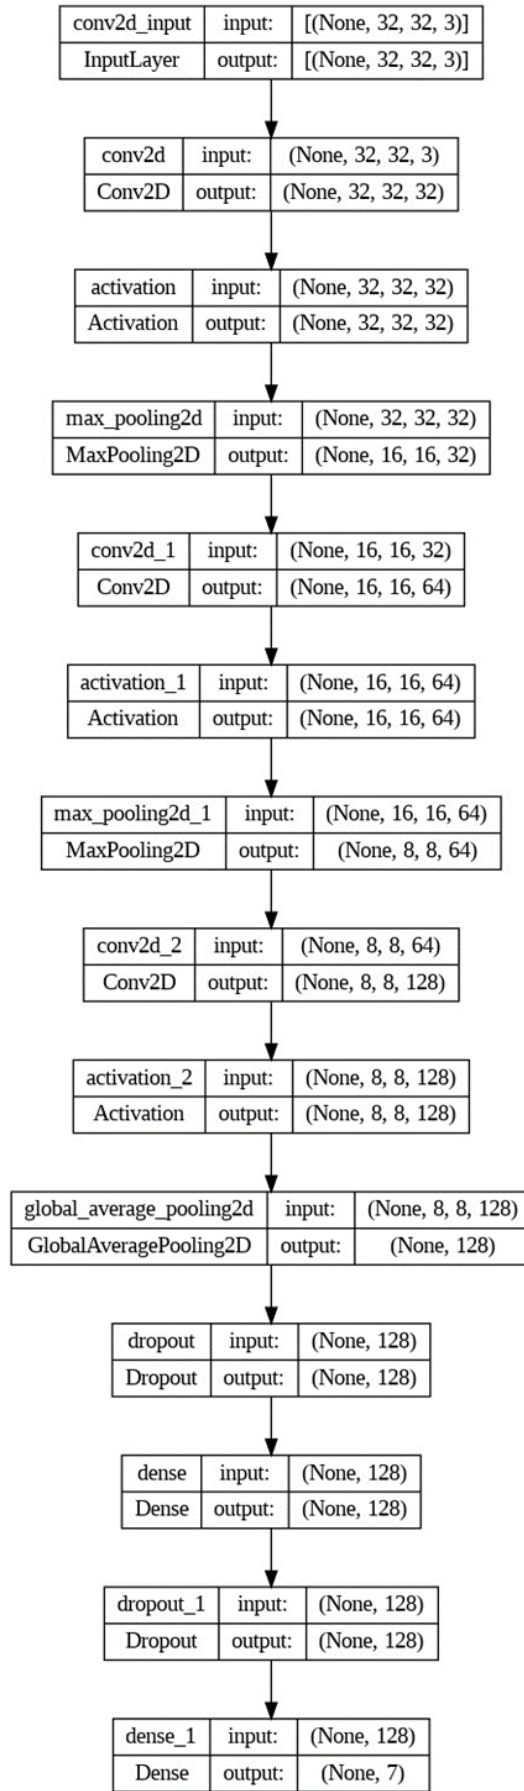 conv2d_input input: [(None, 32, 32, 3)]
InputLayer output: [(None, 32, 32, 3)]
conv2d input: (None, 32, 32, 3)
Conv2D output: (None, 32, 32, 32)
activation input: (None, 32, 32, 32)
Activation output: (None, 32, 32, 32)
max_pooling2d input: (None, 32, 32, 32)
MaxPooling2D output: (None, 16, 16, 32)
conv2d_1 input: (None, 16, 16, 32)
Conv2D output: (None, 16, 16, 64)
activation_1 input: (None, 16, 16, 64)
Activation output: (None, 16, 16, 64)
max_pooling2d_1 input: (None, 16, 16, 64)
MaxPooling2D output: (None, 8, 8, 64)
conv2d_2 input: (None, 8, 8, 64)
Conv2D output: (None, 8, 8, 128)
activation_2 input: (None, 8, 8, 128)
Activation output: (None, 8, 8, 128)
global_average_pooling2d input: (None, 8, 8, 128)
GlobalAveragePooling2D output: (None, 128)
dropout input: (None, 128)
Dropout output: (None, 128)
dense input: (None, 128)
Dense output: (None, 128)
dropout_1 input: (None, 128)
Dropout output: (None, 128)
dense_1 input: (None, 128)
Dense output: (None, 7)